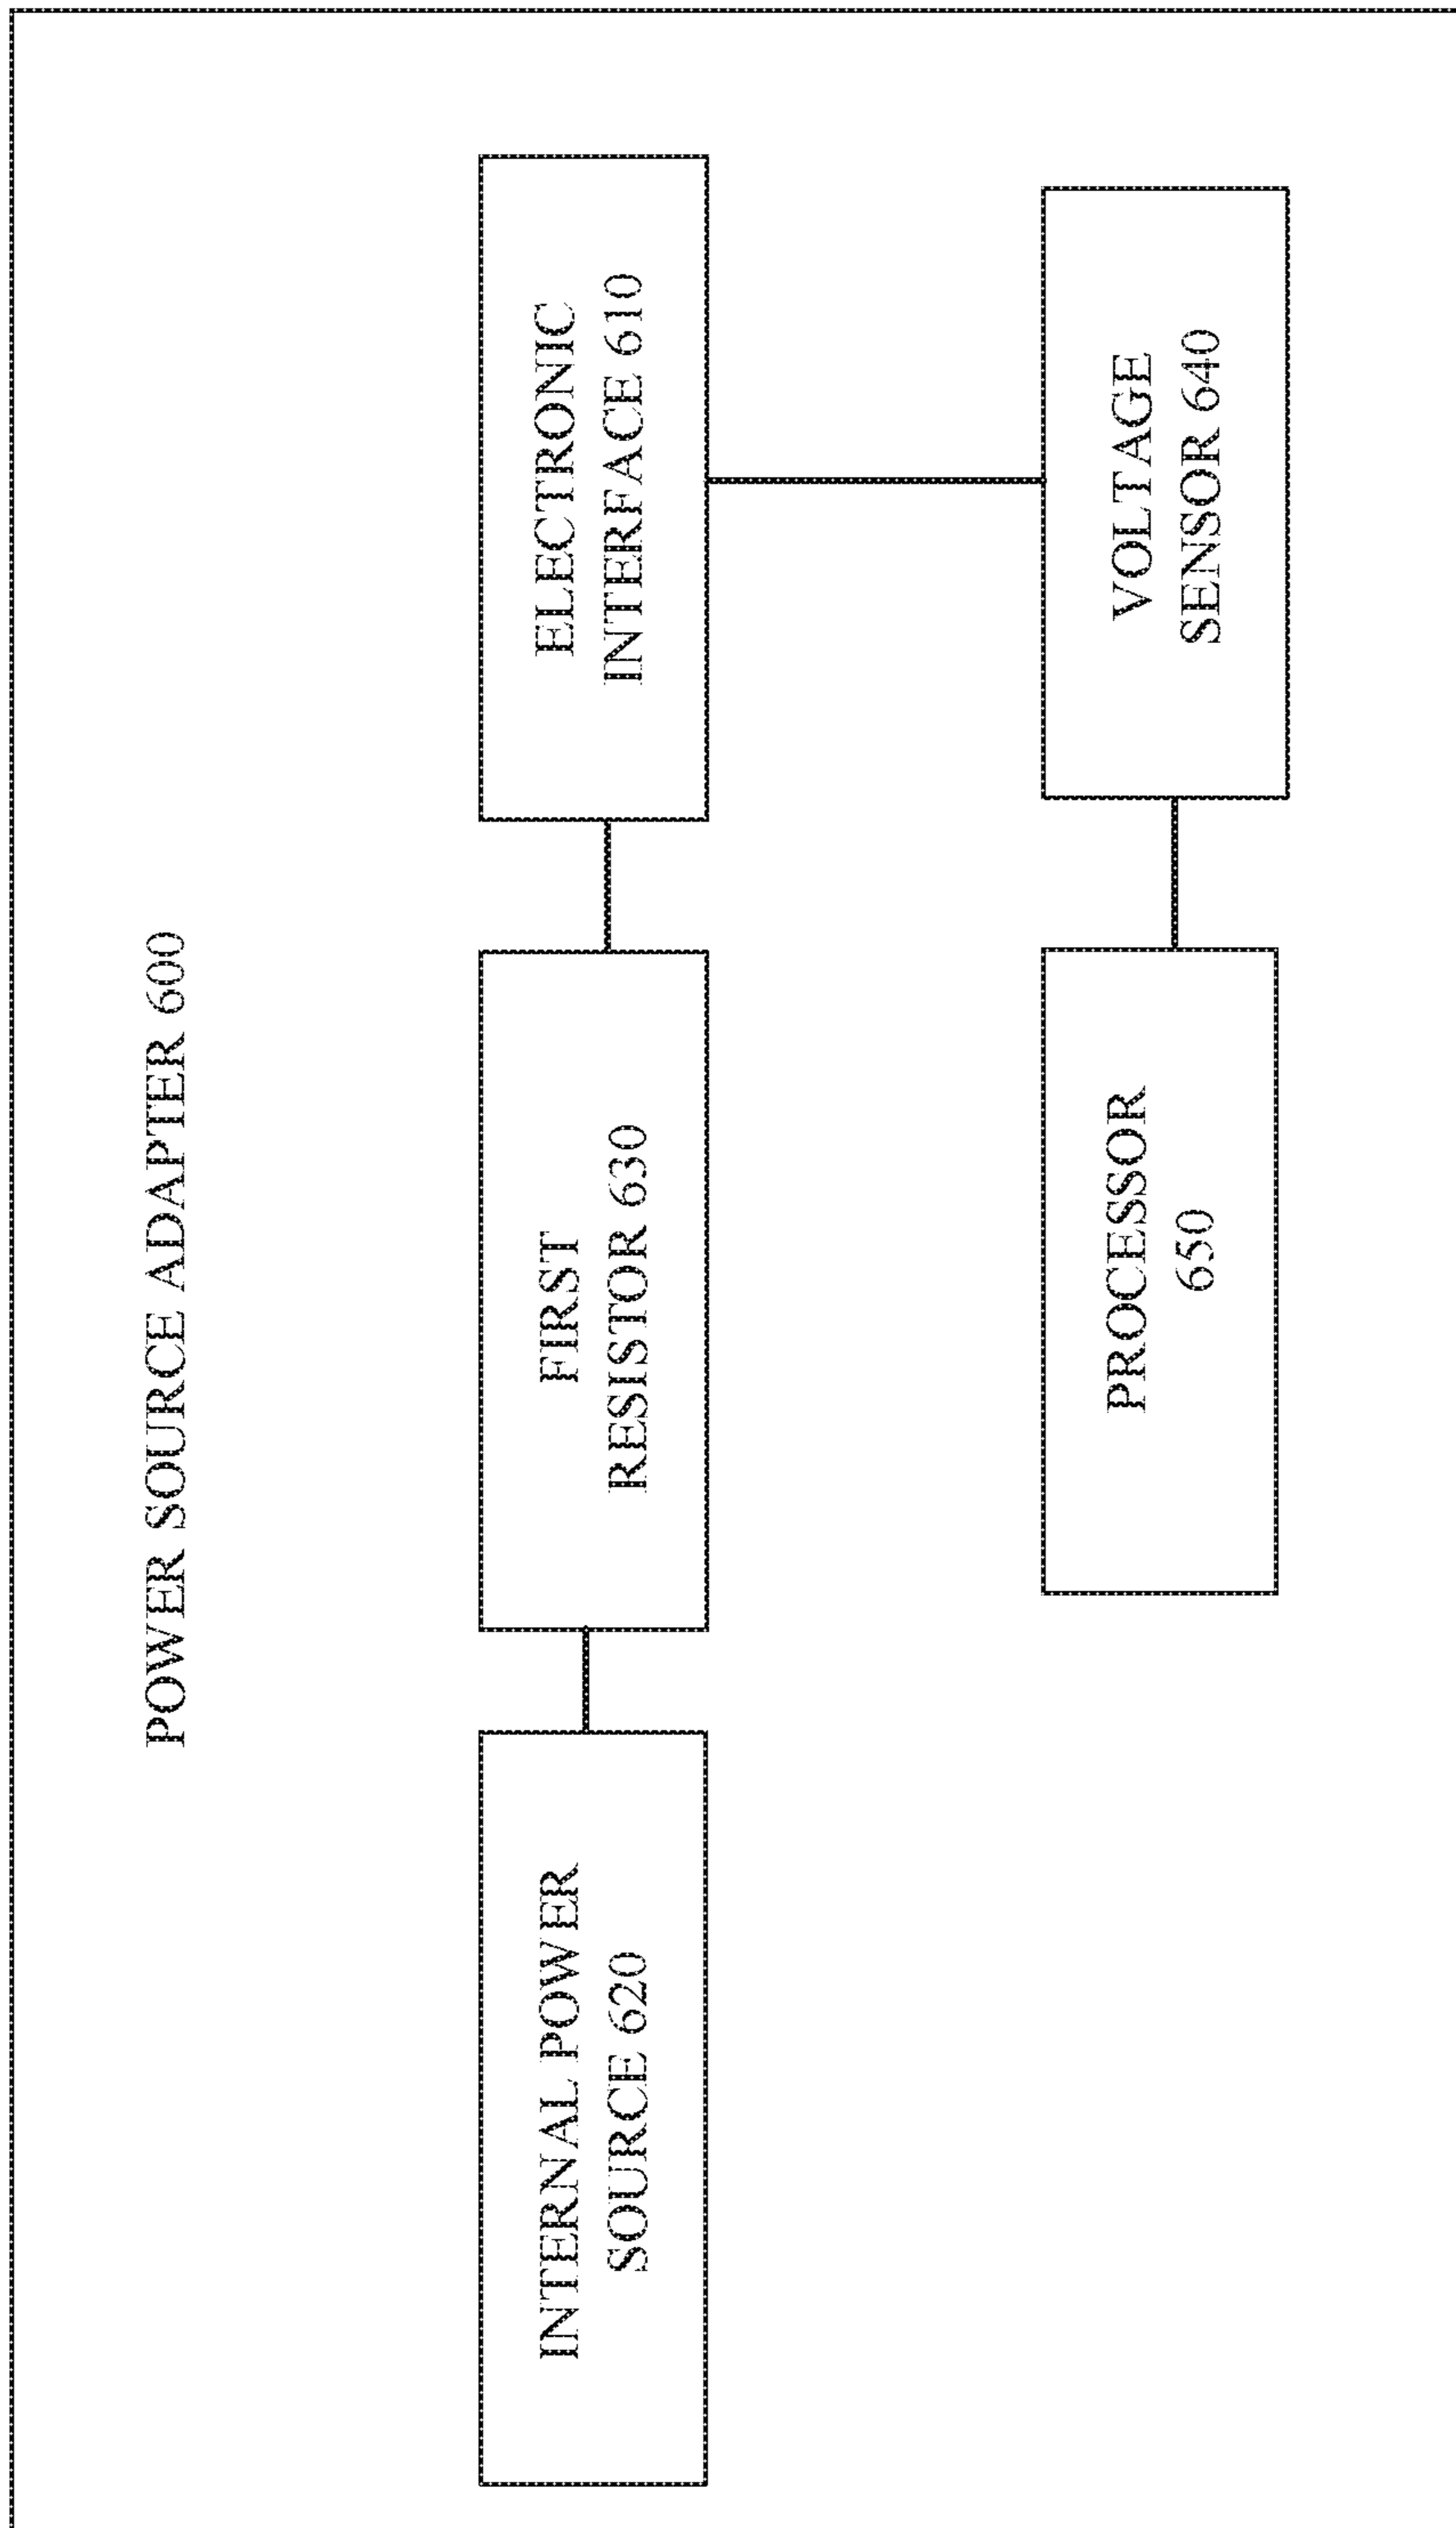 POWER SOURCE ADAPTER 600
INTERNAL POWER
SOURCE 620
FIRST
RESISTOR 630
ELECTRONIC
INTERFACE 610
PROCESSOR
650
VOLTAGE
SENSOR 640